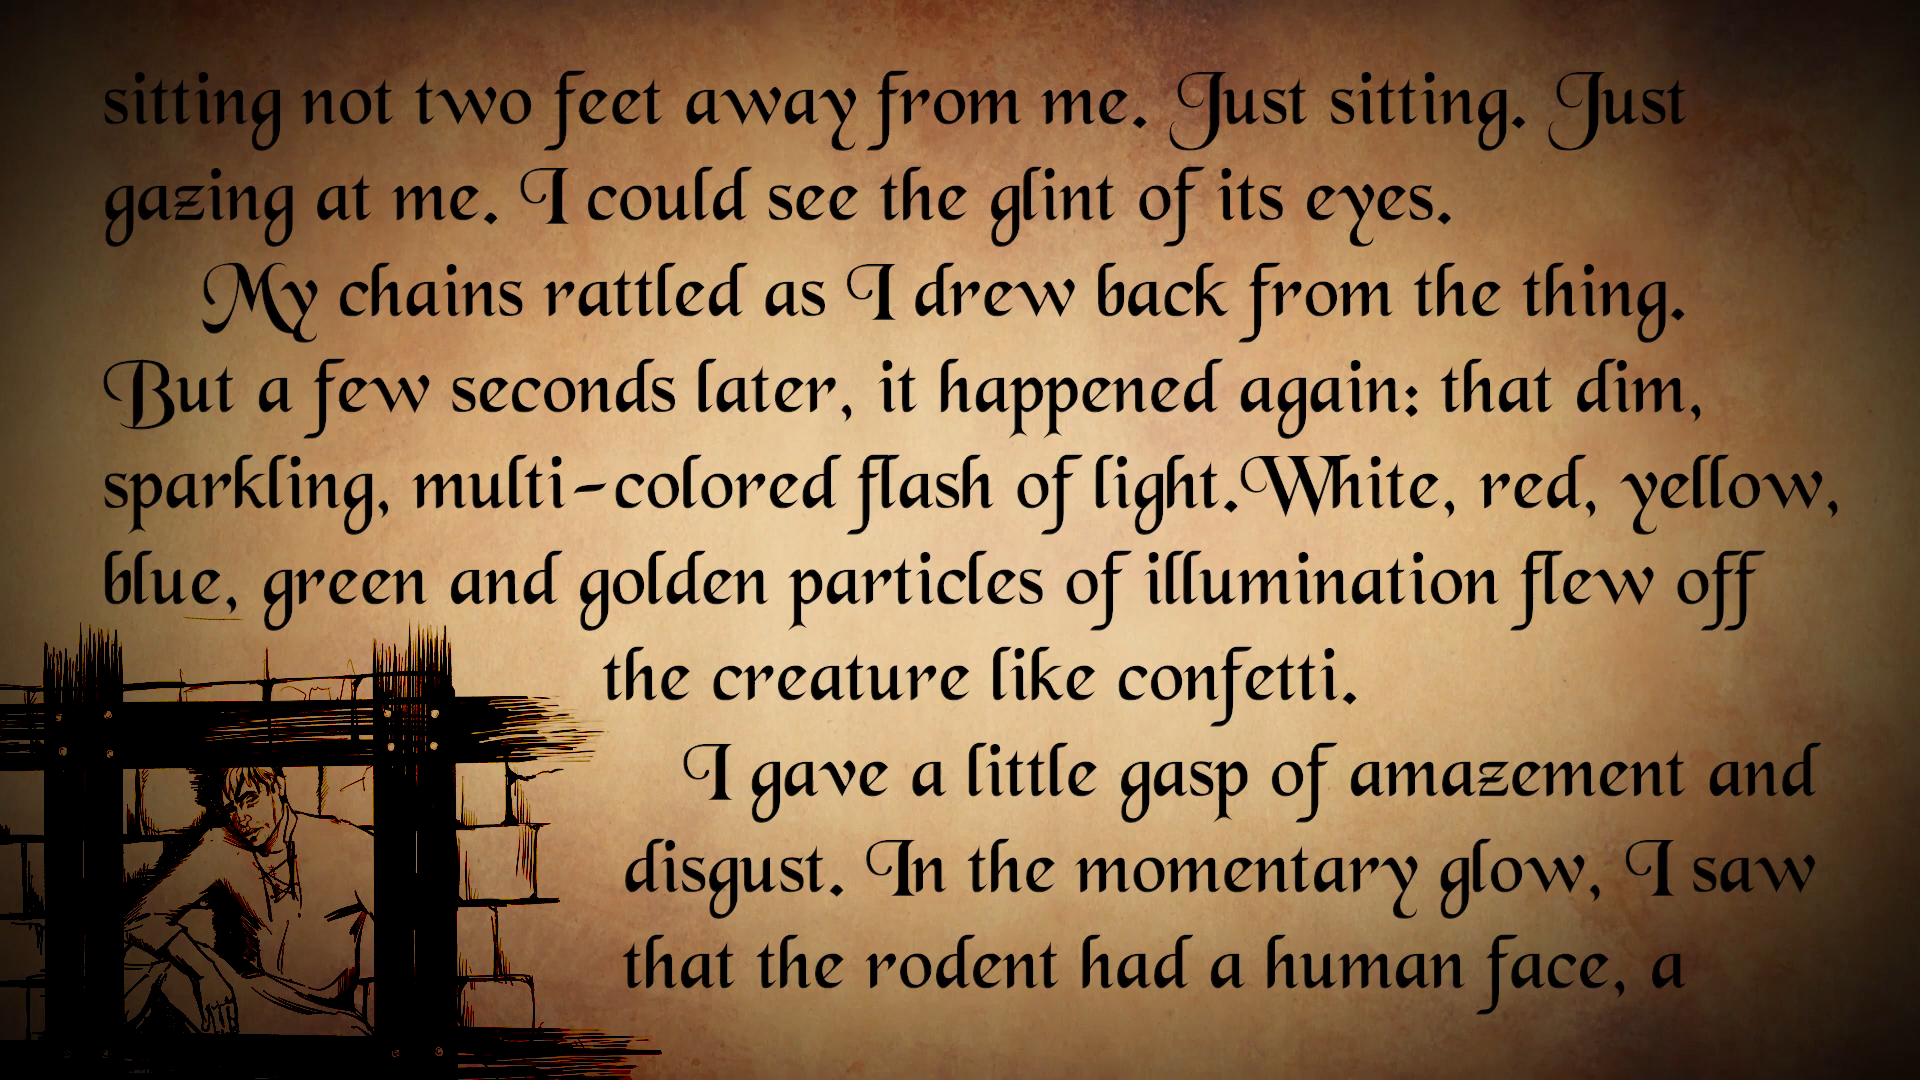 sitting not two feet away from me. Just sitting. Just
gazing at me. I could see the glint of its eyes.
My chains rattled as I drew back from the thing.
But a few seconds later, it happened again: that dim,
sparkling, multi-colored flash of light.White, red, yellow,
blue, green and golden particles of illumination flew off
the creature like confetti.
I gave a little gasp of amazement and
disgust. In the momentary glow, I saw
that the rodent had a human face, a